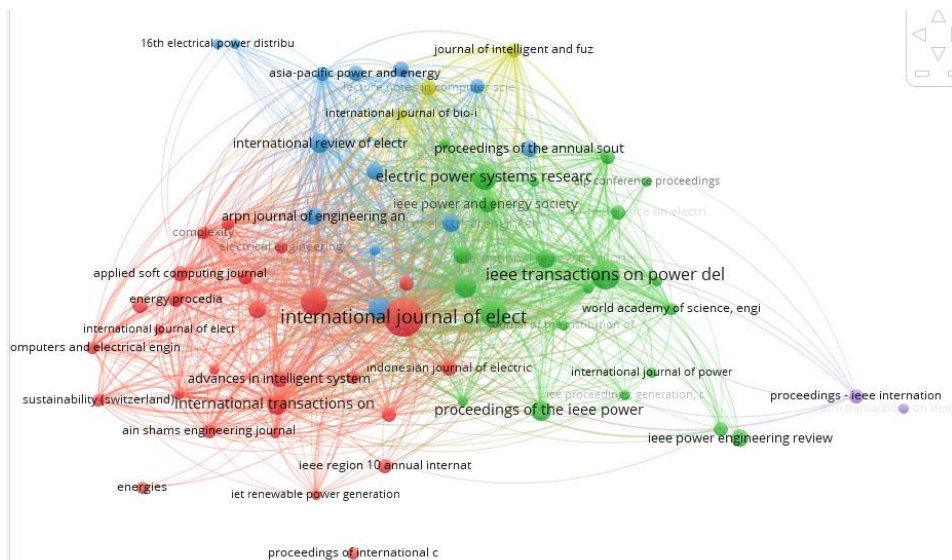 16th electrical power distribu
journal of intelligent and fuz
asia-pacific power and energy
lecture notes in computer scie
international journal of bio-i
international review of electr
proceedings of the annual sout
electric power systems researc
aip conference proceedings
ieee power and energy society
arpn journal of engineering an
complexity
electrical engineering
applied soft computing journal
ieee transactions on power del
energy procedia
world academy of science, engi
international journal of elect
international journal of elect
omputers and electrical engin
indonesian journal of electric
international journal of power
advances in intelligent system
sustainability (switzerland)
international transactions on
proceedings of the ieee power
proceedings - ieee internation
ain shams engineering journal
ieee power engineering review
ieee region 10 annual internat
energies
iet renewable power generation
proceedings of international c